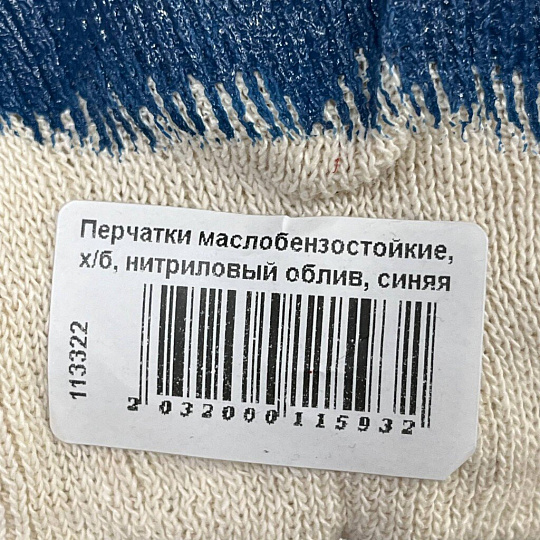 Перчатки маслобензостойкие,
х/б, нитриловый облив, синяя
113322
2 032000 115932